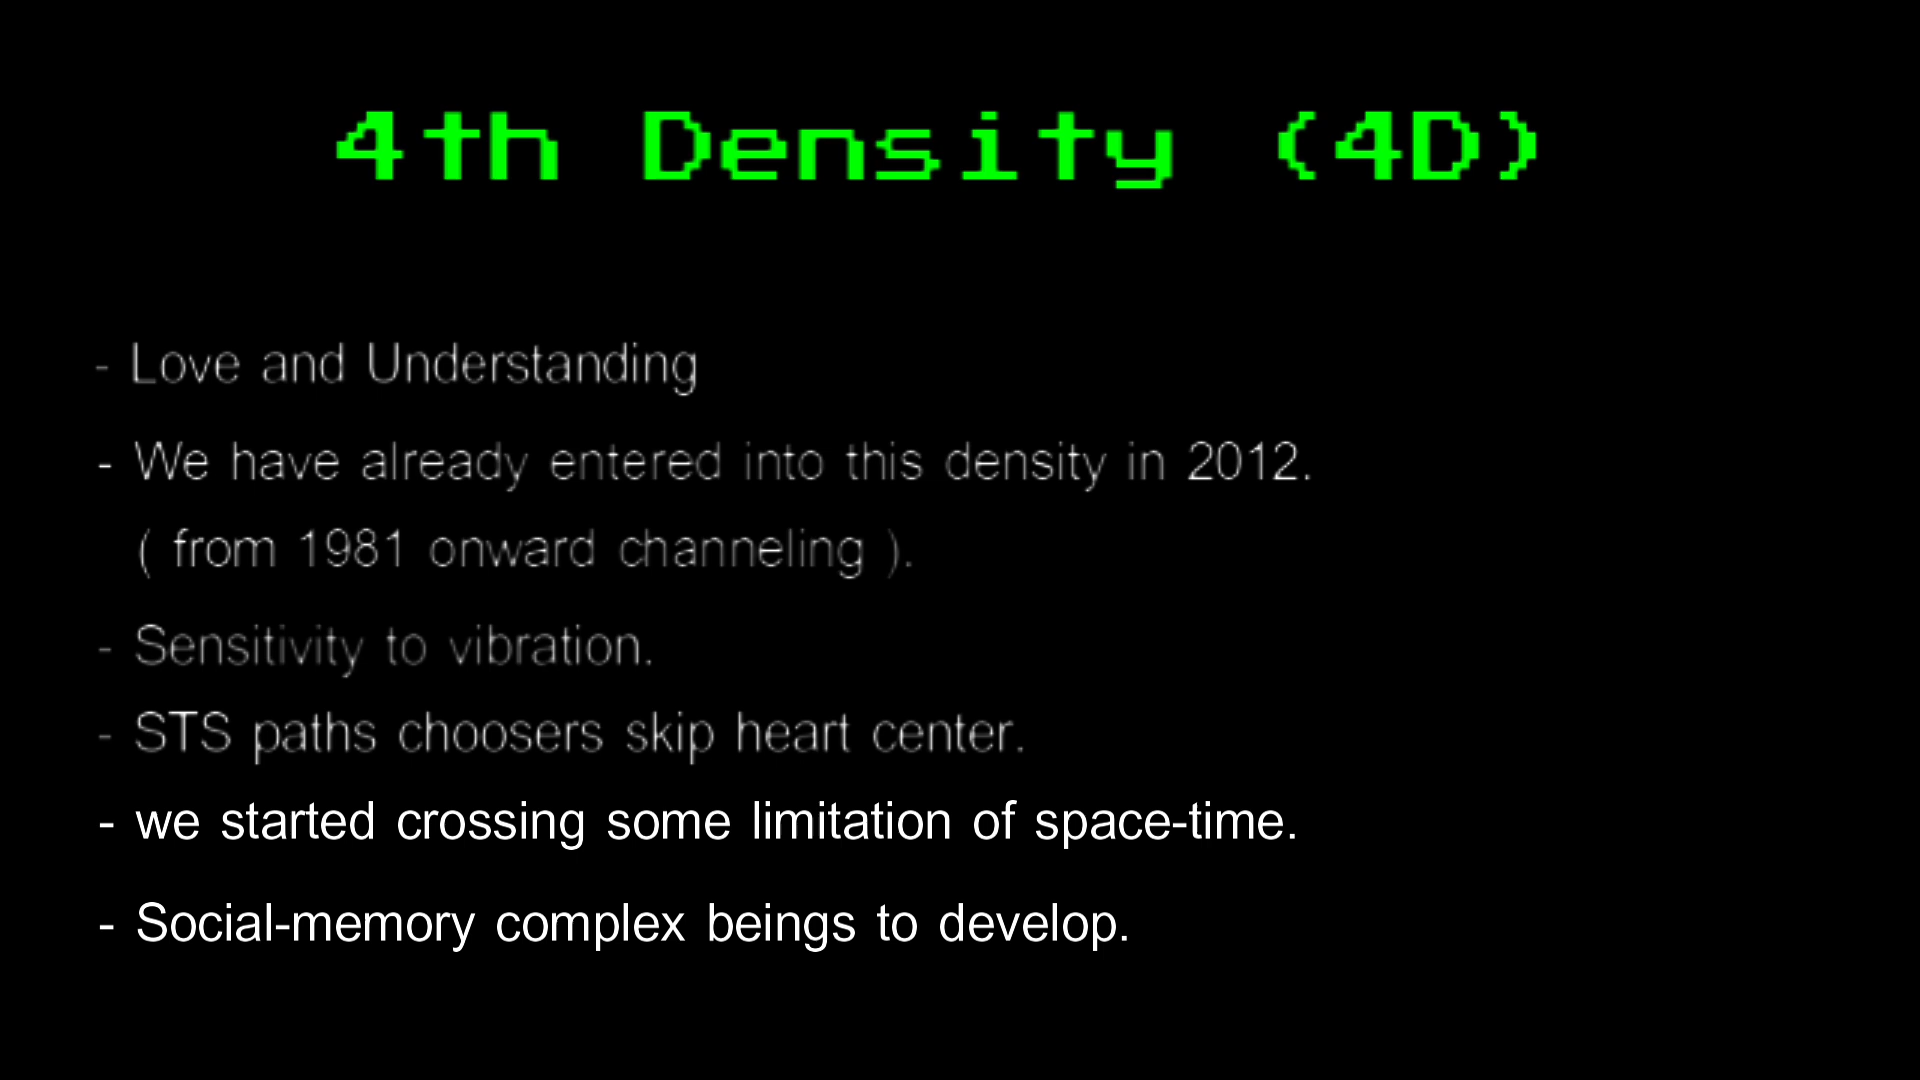 4th Density (4D)
- Love and Understanding
- We have already entered into this density in 2012.
( from 1981 onward channeling ).
- Sensitivity to vibration.
- STS paths choosers skip heart center.
- we started crossing some limitation of space-time.
- Social-memory complex beings to develop.